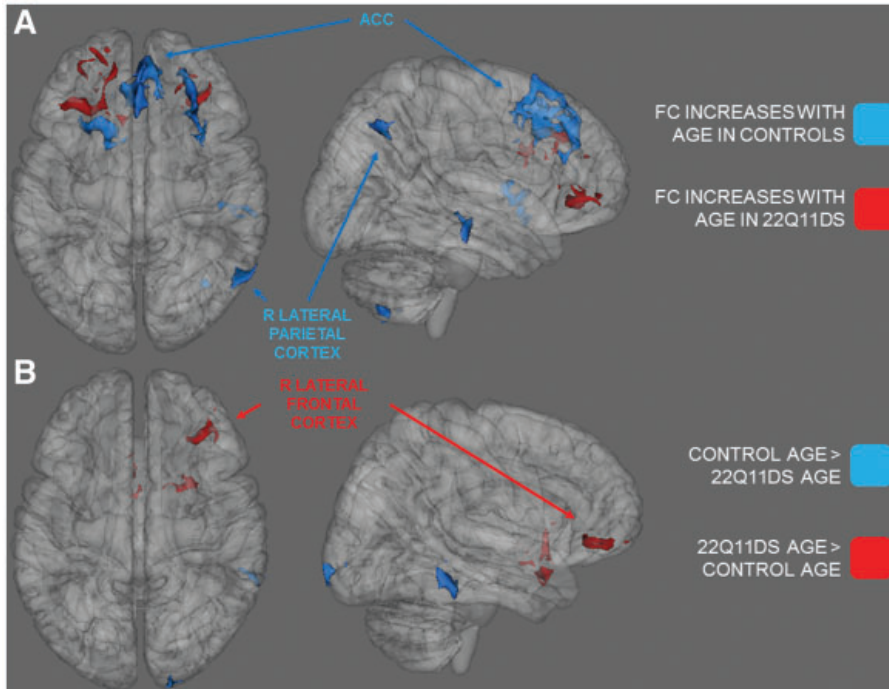 A
ACC
FC INCREASES WITH
AGE IN CONTROLS
FC INCREASES WITH
AGE IN 22Q11DS
R LATERAL
PARIETAL
CORTEX
B
R LATERAL
FRONTAL
CORTEX
CONTROL AGE >
22Q11DS AGE
22Q11DS AGE >
CONTROL AGE